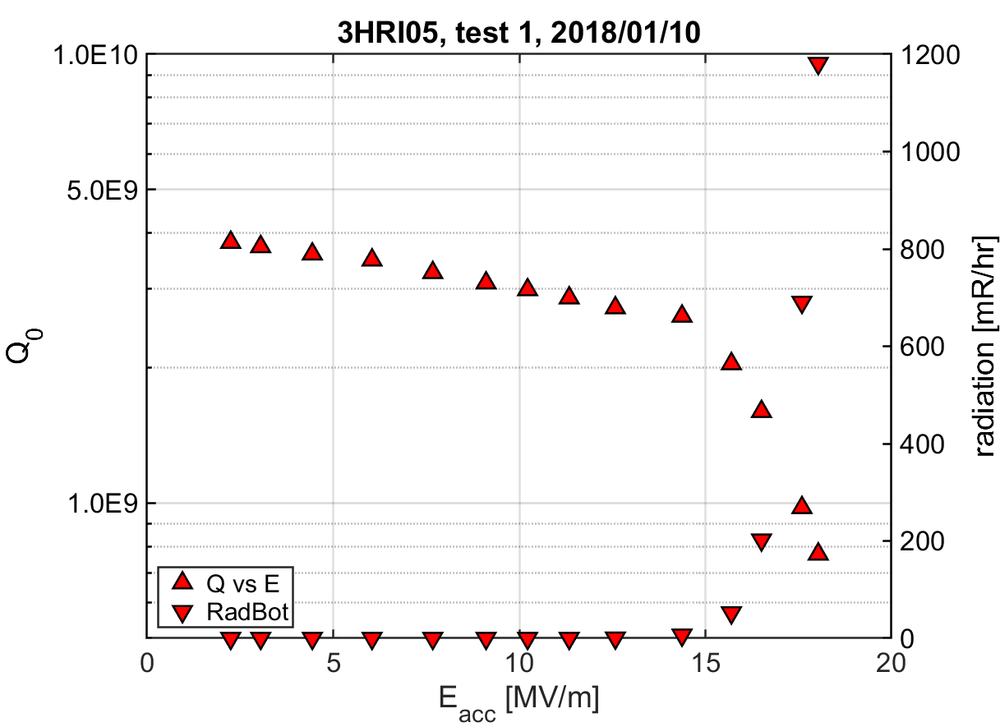 3HRI05, test 1, 2018/01/10
1.0E10
5.0E9
1.0E9
Q0
1200
1000
800
600
400
200
0
radiation [mR/hr]
Q vs E
RadBot
0 5 10 15 20
Eacc [MV/m]